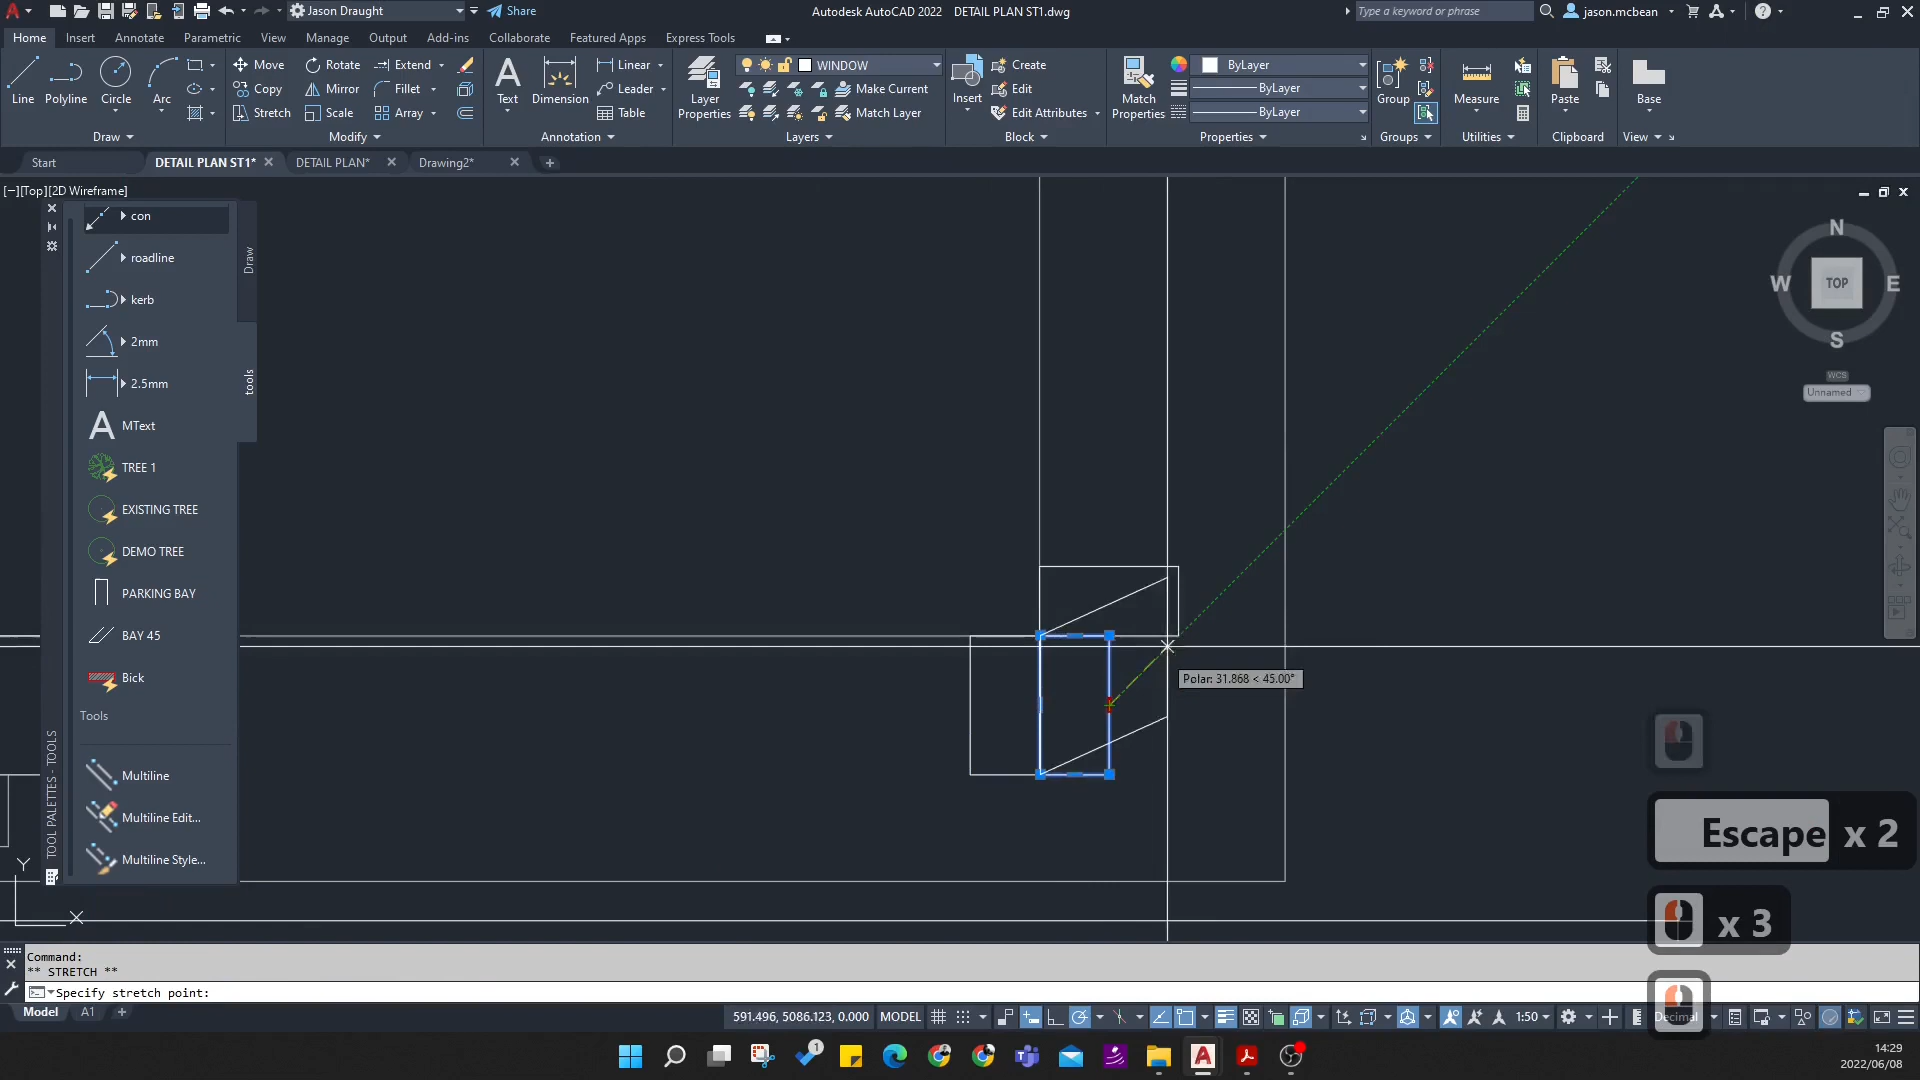 Jason Draught
Share
Autodesk AutoCAD 2022 DETAIL PLAN ST1.dwg
Type a keyword or phrase
jason.mcbean
Home Insert Annotate Parametric View Manage Output Add-ins Collaborate Featured Apps Express Tools
Line Polyline Circle Arc
Move Rotate Extend
Copy Mirror Fillet
Stretch Scale Array
Text Dimension
Linear
Leader
Table
Layer Properties
WINDOW
Make Current
Match Layer
Insert
Create
Edit
Edit Attributes
Match Properties
ByLayer
ByLayer
ByLayer
Group
Measure
Paste
Base
Draw Modify Annotation Layers Block Properties Groups Utilities Clipboard View
Start DETAIL PLAN ST1* DETAIL PLAN* Drawing2*
[−][Top][2D Wireframe]
con
roadline
kerb
2mm
2.5mm
MText
TREE 1
EXISTING TREE
DEMO TREE
PARKING BAY
BAY 45
Bick
Tools
Multiline
Multiline Edit...
Multiline Style...
Draw
tools
TOOL PALETTES - TOOLS
N
W TOP E
S
WCS
Unnamed
Polar: 31.868 < 45.00°
Y
X
Escape x 2
x 3
Decimal
Command:
** STRETCH **
Specify stretch point:
Model A1
591.496, 5086.123, 0.000 MODEL
1:50
1
14:29
2022/06/08